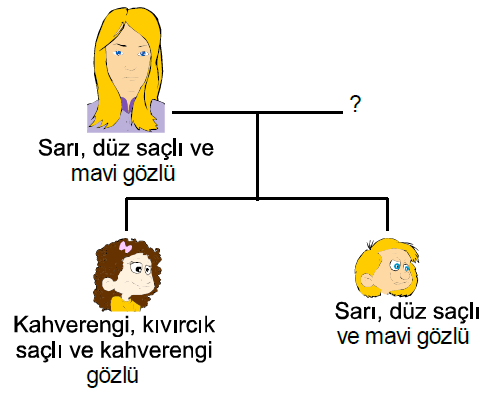 ?
Sarı, düz saçlı ve
mavi gözlü
Kahverengi, kıvırcık
saçlı ve kahverengi
gözlü
Sarı, düz saçlı
ve mavi gözlü